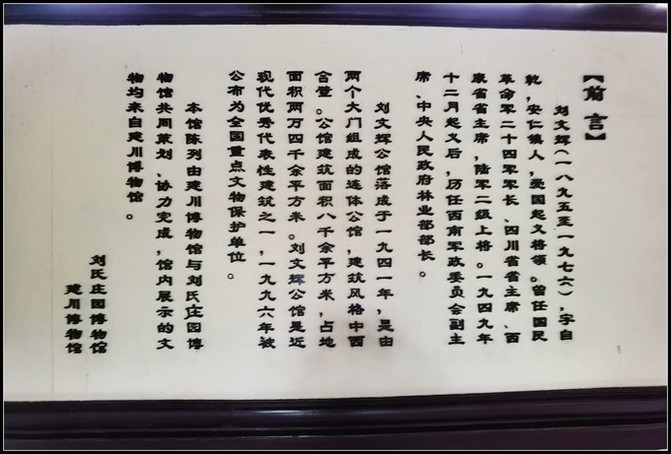 【前言】
刘文辉(一八九五至一九七六),字自
乾,安仁镇人,爱国起义将领。曾任国民
革命军二十四军军长、四川省省主席、西
康省省主席,陆军二级上将。一九四九年
十二月起义后,历任西南军政委员会副主
席、中央人民政府林业部部长。
刘文辉公馆落成于一九四一年,是由
两个大门组成的连体公馆,建筑风格中西
合璧。公馆建筑面积八千余平方米,占地
面积两万四千余平方米。刘文辉公馆是近
现代优秀代表性建筑之一,一九九六年被
公布为全国重点文物保护单位。
本馆陈列由建川博物馆与刘氏庄园博
物馆共同策划、协力完成,馆内展示的文
物均来自建川博物馆。
刘氏庄园博物馆
建川博物馆